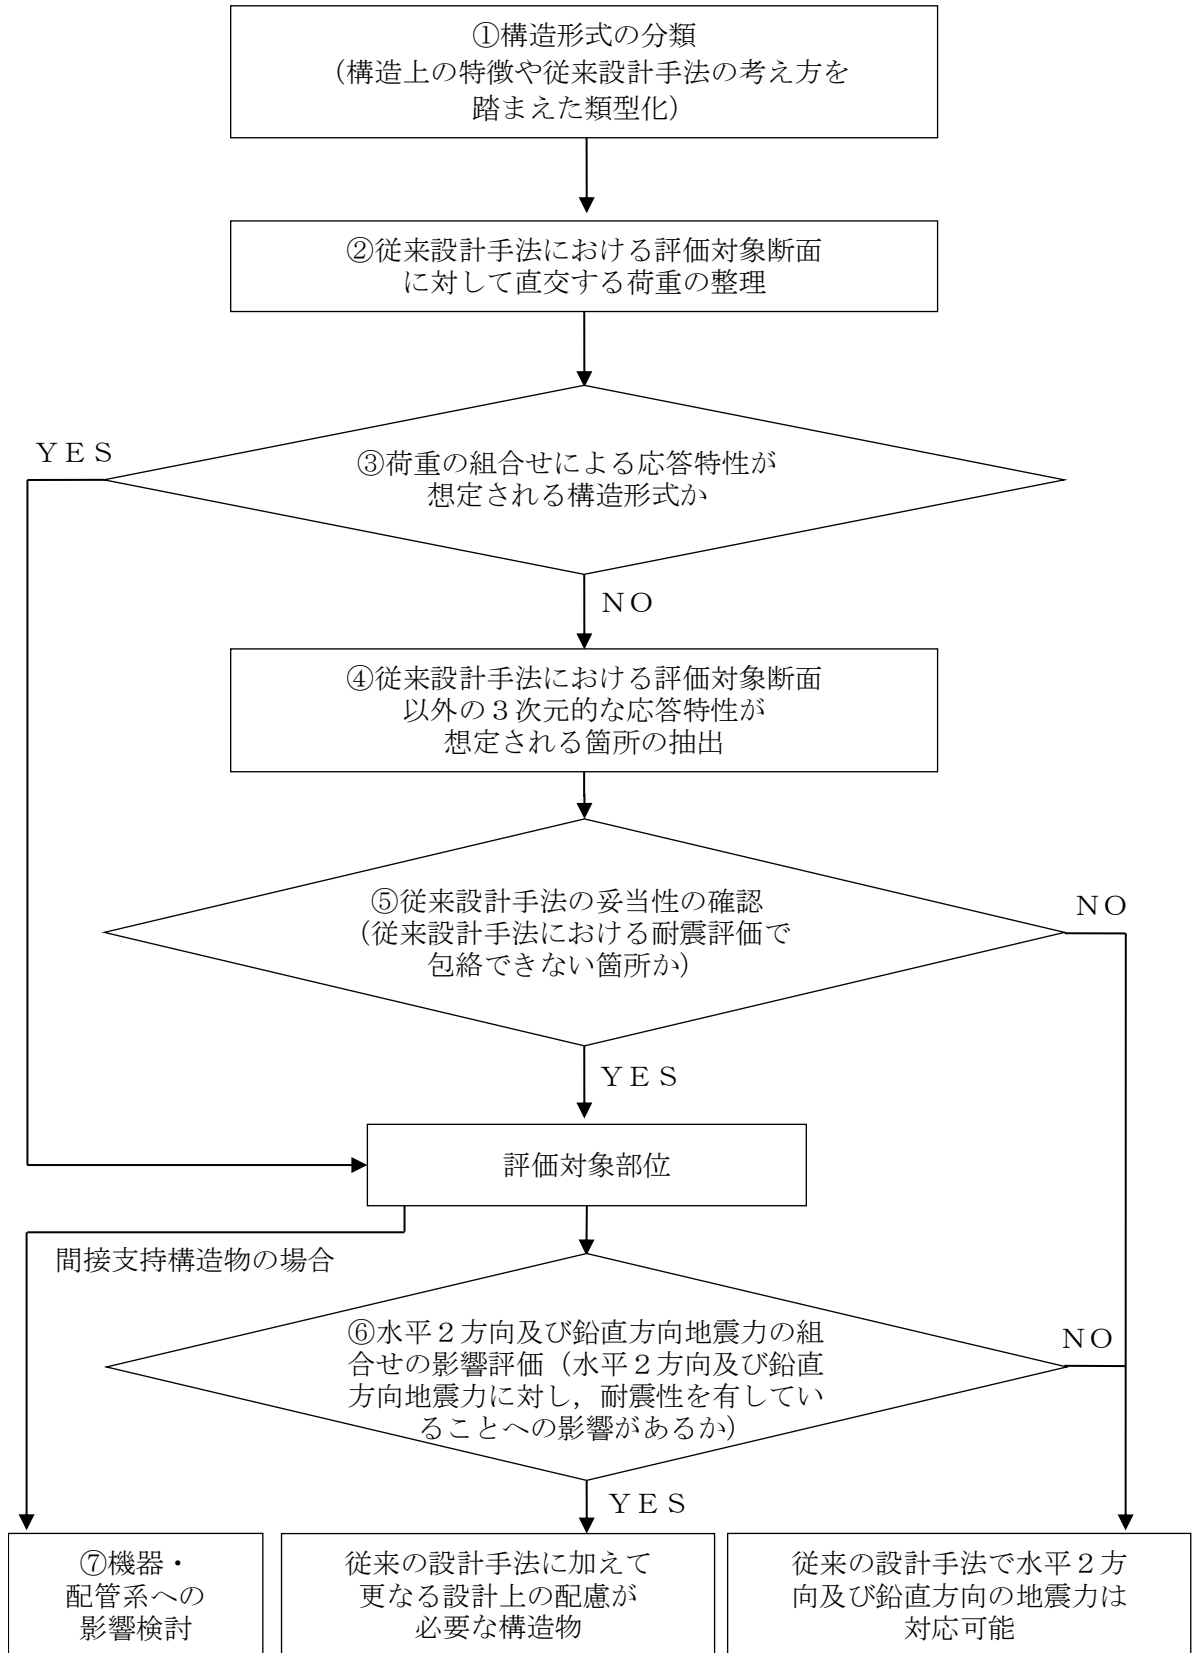 ①構造形式の分類
（構造上の特徴や従来設計手法の考え方を
踏まえた類型化）
②従来設計手法における評価対象断面
に対して直交する荷重の整理
ＹＥＳ
③荷重の組合せによる応答特性が
想定される構造形式か
ＮＯ
④従来設計手法における評価対象断面
以外の３次元的な応答特性が
想定される箇所の抽出
⑤従来設計手法の妥当性の確認
（従来設計手法における耐震評価で
包絡できない箇所か）
ＮＯ
ＹＥＳ
評価対象部位
間接支持構造物の場合
⑥水平２方向及び鉛直方向地震力の組
合せの影響評価（水平２方向及び鉛直
方向地震力に対し，耐震性を有してい
ることへの影響があるか）
ＮＯ
ＹＥＳ
⑦機器・
配管系への
影響検討
従来の設計手法に加えて
更なる設計上の配慮が
必要な構造物
従来の設計手法で水平２方
向及び鉛直方向の地震力は
対応可能